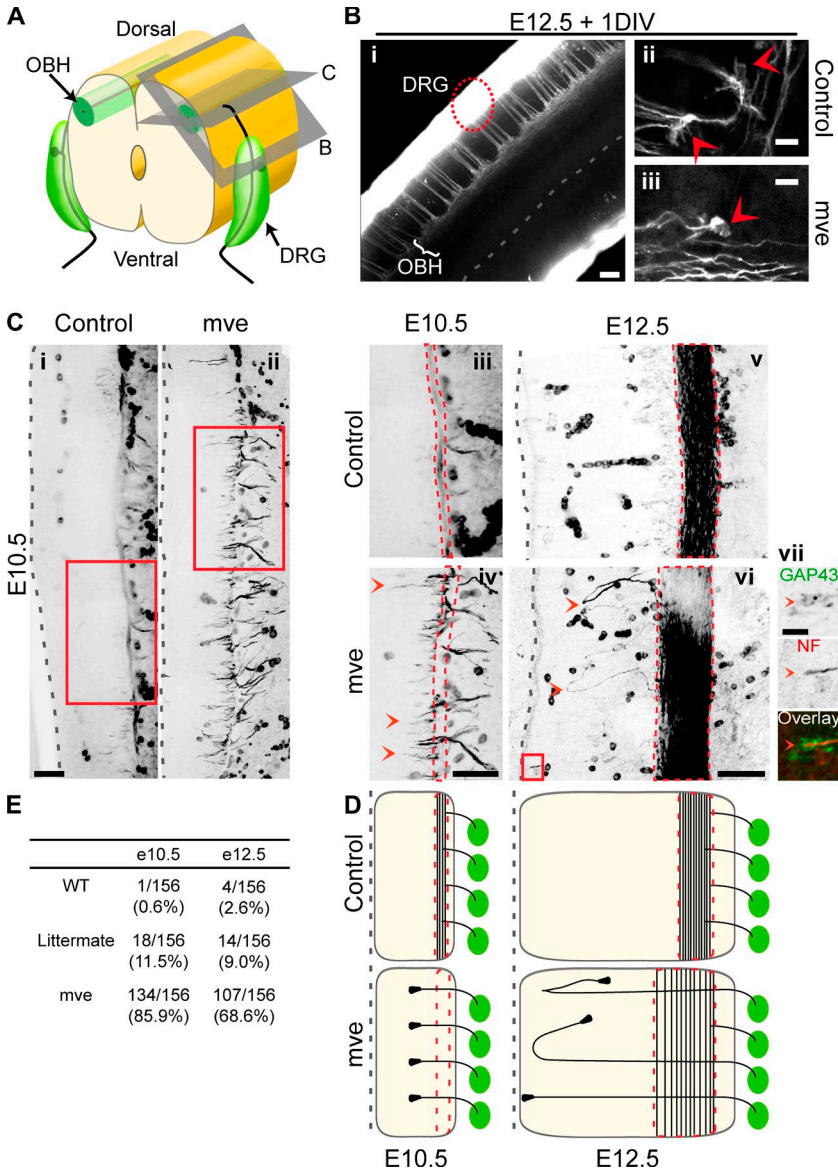 A
Dorsal
OBH
C
B
Ventral
DRG
B
E12.5 + 1DIV
i
DRG
OBH
ii
Control
iii
mve
C
Control
mve
E10.5
i
ii
E10.5
E12.5
Control
iii
v
mve
iv
vi
vii
GAP43
NF
Overlay
E
e10.5 e12.5
WT 1/156 4/156
(0.6%) (2.6%)
Littermate 18/156 14/156
(11.5%) (9.0%)
mve 134/156 107/156
(85.9%) (68.6%)
D
Control
mve
E10.5
E12.5